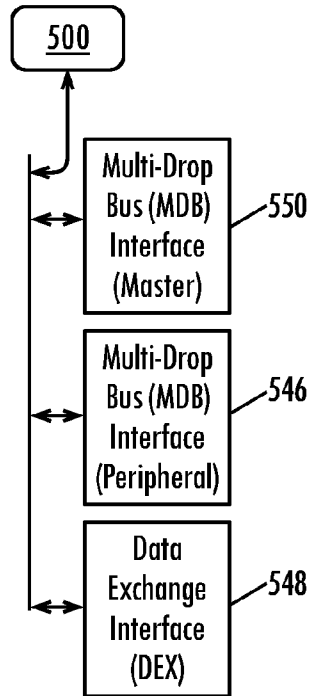 500
Multi-Drop
Bus (MDB)
Interface
(Master)
550
Multi-Drop
Bus (MDB)
Interface
(Peripheral)
546
Data
Exchange
Interface
(DEX)
548